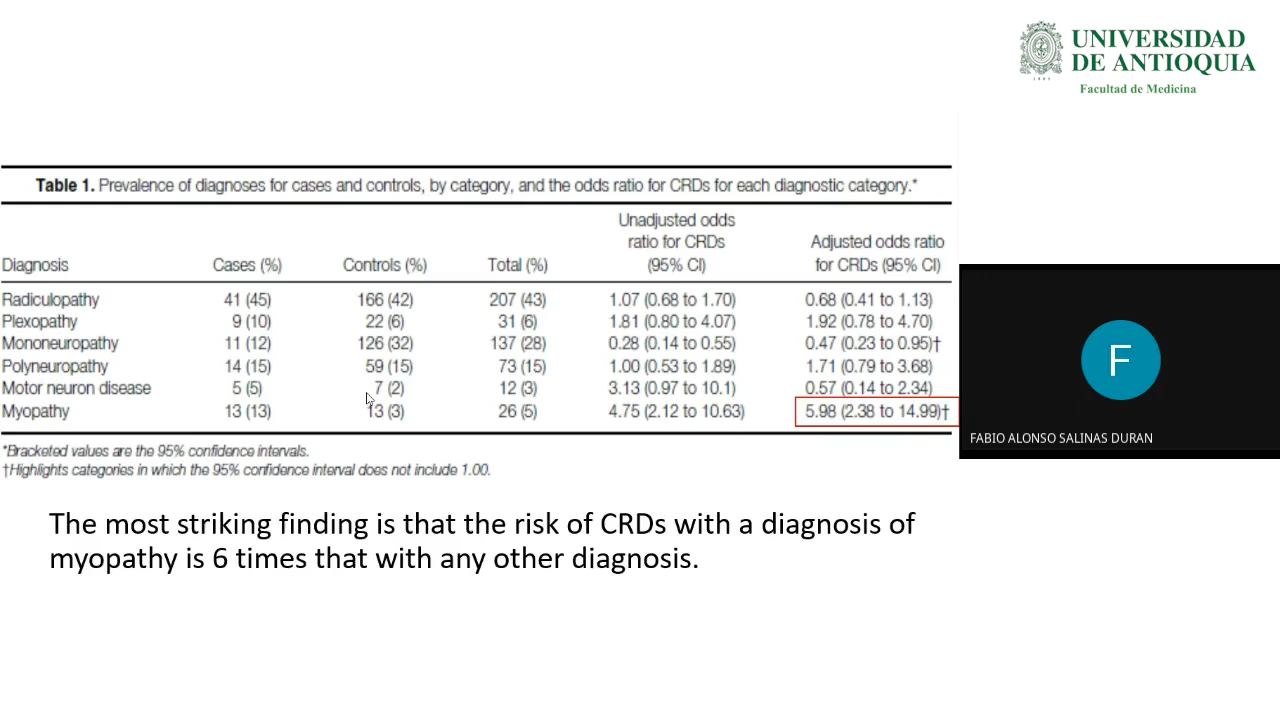 UNIVERSIDAD
DE ANTIOQUIA
1803
Facultad de Medicina
Table 1. Prevalence of diagnoses for cases and controls, by category, and the odds ratio for CRDs for each diagnostic category.*
Unadjusted odds
ratio for CRDs Adjusted odds ratio
Diagnosis Cases (%) Controls (%) Total (%) (95% CI) for CRDs (95% CI)
Radiculopathy 41 (45) 166 (42) 207 (43) 1.07 (0.68 to 1.70) 0.68 (0.41 to 1.13)
Plexopathy 9 (10) 22 (6) 31 (6) 1.81 (0.80 to 4.07) 1.92 (0.78 to 4.70)
Mononeuropathy 11 (12) 126 (32) 137 (28) 0.28 (0.14 to 0.55) 0.47 (0.23 to 0.95)†
Polyneuropathy 14 (15) 59 (15) 73 (15) 1.00 (0.53 to 1.89) 1.71 (0.79 to 3.68)
Motor neuron disease 5 (5) 7 (2) 12 (3) 3.13 (0.97 to 10.1) 0.57 (0.14 to 2.34)
Myopathy 13 (13) 13 (3) 26 (5) 4.75 (2.12 to 10.63) 5.98 (2.38 to 14.99)†
*Bracketed values are the 95% confidence intervals.
†Highlights categories in which the 95% confidence interval does not include 1.00.
F
FABIO ALONSO SALINAS DURAN
The most striking finding is that the risk of CRDs with a diagnosis of
myopathy is 6 times that with any other diagnosis.